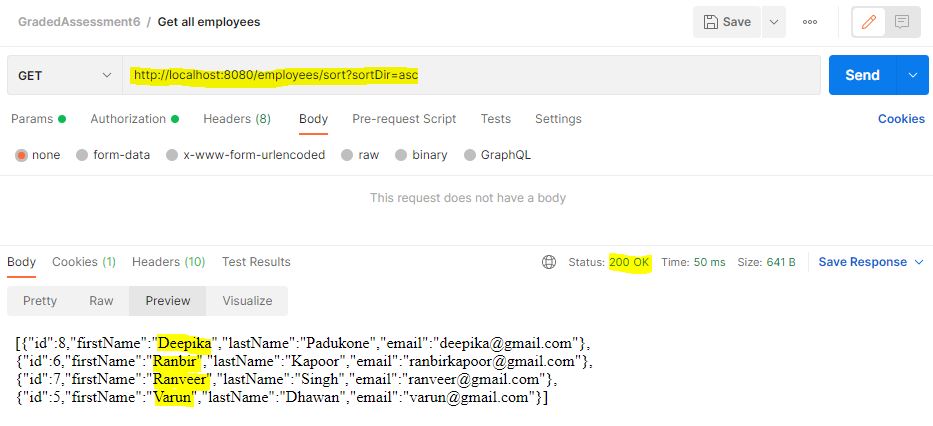 GradedAssessment6 / Get all employees
Save
GET
http://localhost:8080/employees/sort?sortDir=asc
Send
Params Authorization Headers (8) Body Pre-request Script Tests Settings Cookies
none form-data x-www-form-urlencoded raw binary GraphQL
This request does not have a body
Body Cookies (1) Headers (10) Test Results Status: 200 OK Time: 50 ms Size: 641 B Save Response
Pretty Raw Preview Visualize
[{"id":8,"firstName":"Deepika","lastName":"Padukone","email":"deepika@gmail.com"},
{"id":6,"firstName":"Ranbir","lastName":"Kapoor","email":"ranbirkapoor@gmail.com"},
{"id":7,"firstName":"Ranveer","lastName":"Singh","email":"ranveer@gmail.com"},
{"id":5,"firstName":"Varun","lastName":"Dhawan","email":"varun@gmail.com"}]